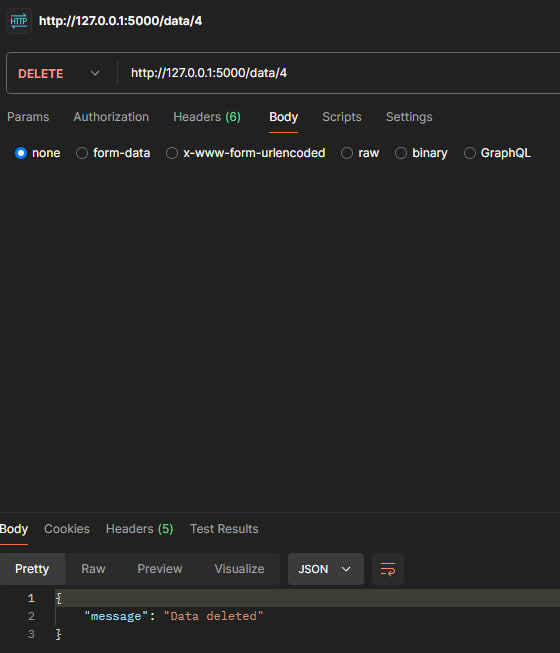 HTTP http://127.0.0.1:5000/data/4
DELETE http://127.0.0.1:5000/data/4
Params Authorization Headers (6) Body Scripts Settings
none form-data x-www-form-urlencoded raw binary GraphQL
Body Cookies Headers (5) Test Results
Pretty Raw Preview Visualize JSON
1 {
2 "message": "Data deleted"
3 }